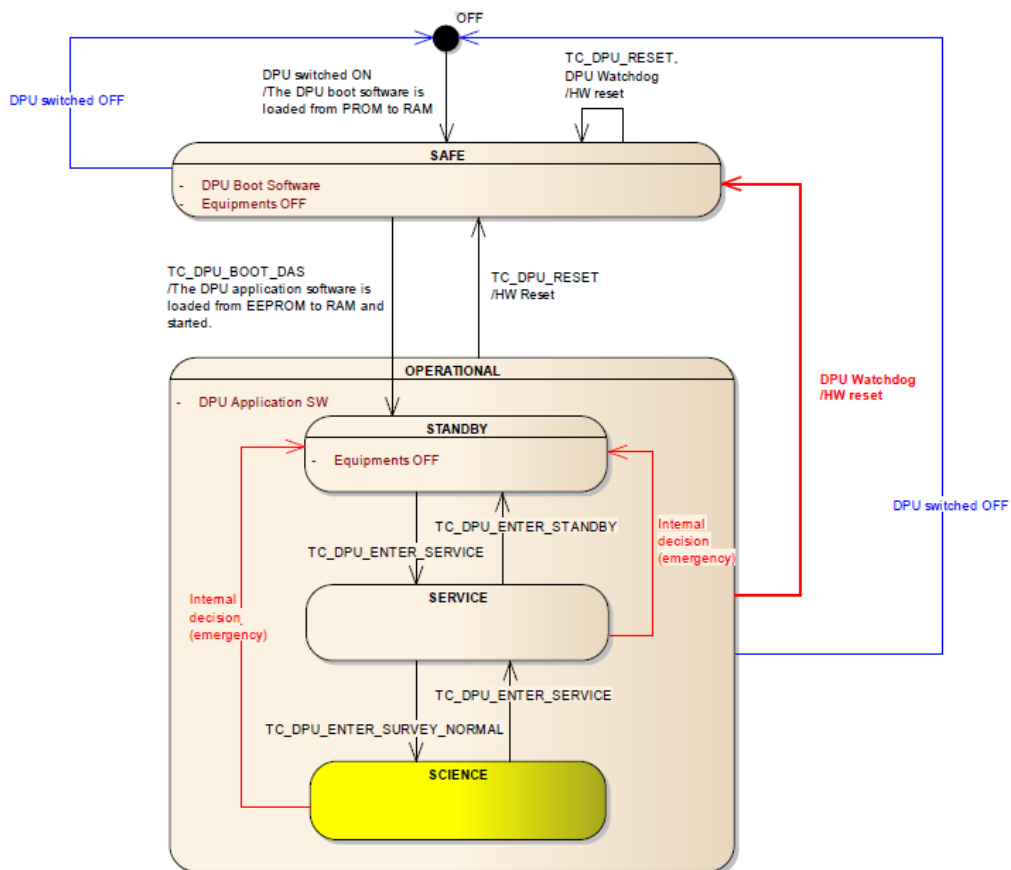 OFF
DPU switched ON
/The DPU boot software is
loaded from PROM to RAM
TC_DPU_RESET,
DPU Watchdog
/HW reset
DPU switched OFF
SAFE
- DPU Boot Software
- Equipments OFF
TC_DPU_BOOT_DAS
/The DPU application software is
loaded from EEPROM to RAM and
started.
TC_DPU_RESET
/HW Reset
OPERATIONAL
- DPU Application SW
DPU Watchdog
/HW reset
STANDBY
- Equipments OFF
DPU switched OFF
TC_DPU_ENTER_STANDBY
Internal
decision
(emergency)
TC_DPU_ENTER_SERVICE
SERVICE
Internal
decision
(emergency)
TC_DPU_ENTER_SERVICE
TC_DPU_ENTER_SURVEY_NORMAL
SCIENCE